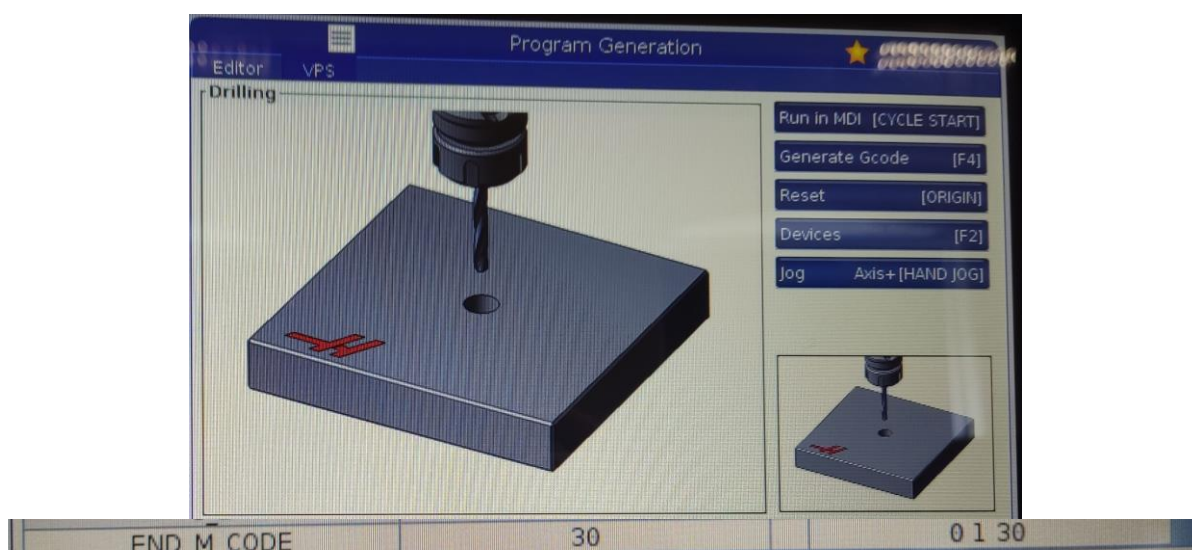 Program Generation
Editor VPS
Drilling
Run in MDI [CYCLE START]
Generate Gcode [F4]
Reset [ORIGIN]
Devices [F2]
Jog Axis+[HAND JOG]
END M CODE 30 0 1 30